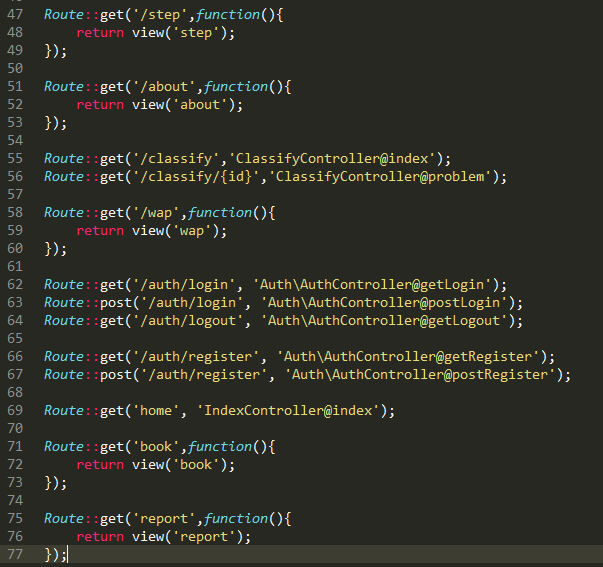 47 Route::get('/step',function(){
48     return view('step');
49 });
50
51 Route::get('/about',function(){
52     return view('about');
53 });
54
55 Route::get('/classify','ClassifyController@index');
56 Route::get('/classify/{id}','ClassifyController@problem');
57
58 Route::get('/wap',function(){
59     return view('wap');
60 });
61
62 Route::get('/auth/login', 'Auth\AuthController@getLogin');
63 Route::post('/auth/login', 'Auth\AuthController@postLogin');
64 Route::get('/auth/logout', 'Auth\AuthController@getLogout');
65
66 Route::get('/auth/register', 'Auth\AuthController@getRegister');
67 Route::post('/auth/register', 'Auth\AuthController@postRegister');
68
69 Route::get('home', 'IndexController@index');
70
71 Route::get('book',function(){
72     return view('book');
73 });
74
75 Route::get('report',function(){
76     return view('report');
77 });